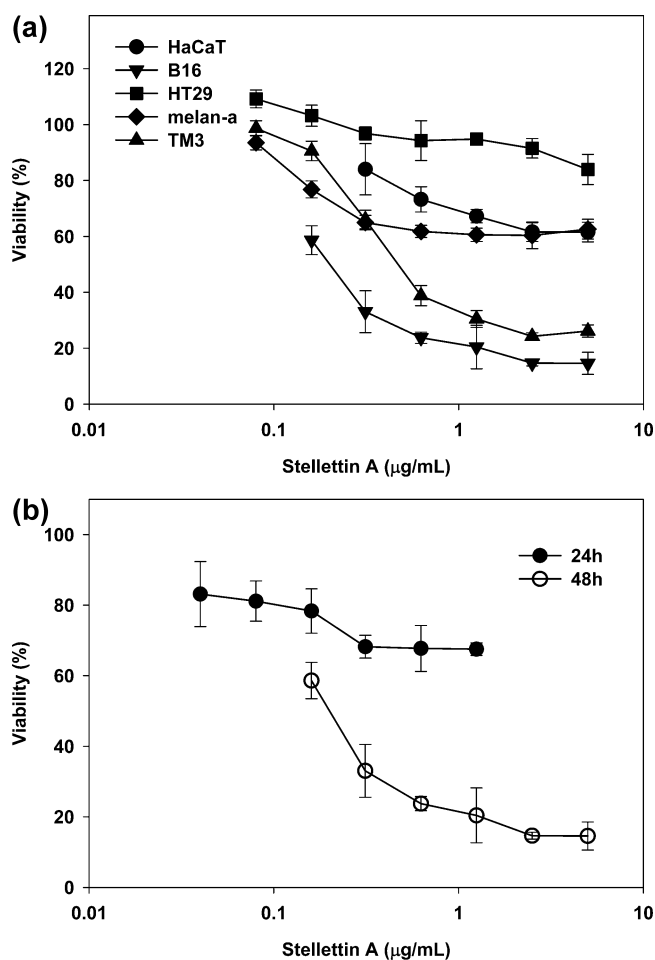 (a)
HaCaT
B16
HT29
melan-a
TM3
120
100
80
60
40
20
0
Viability (%)
0.01 0.1 1 10
Stellettin A (μg/mL)
(b)
24h
48h
100
80
60
40
20
0
Viability (%)
0.01 0.1 1 10
Stellettin A (μg/mL)